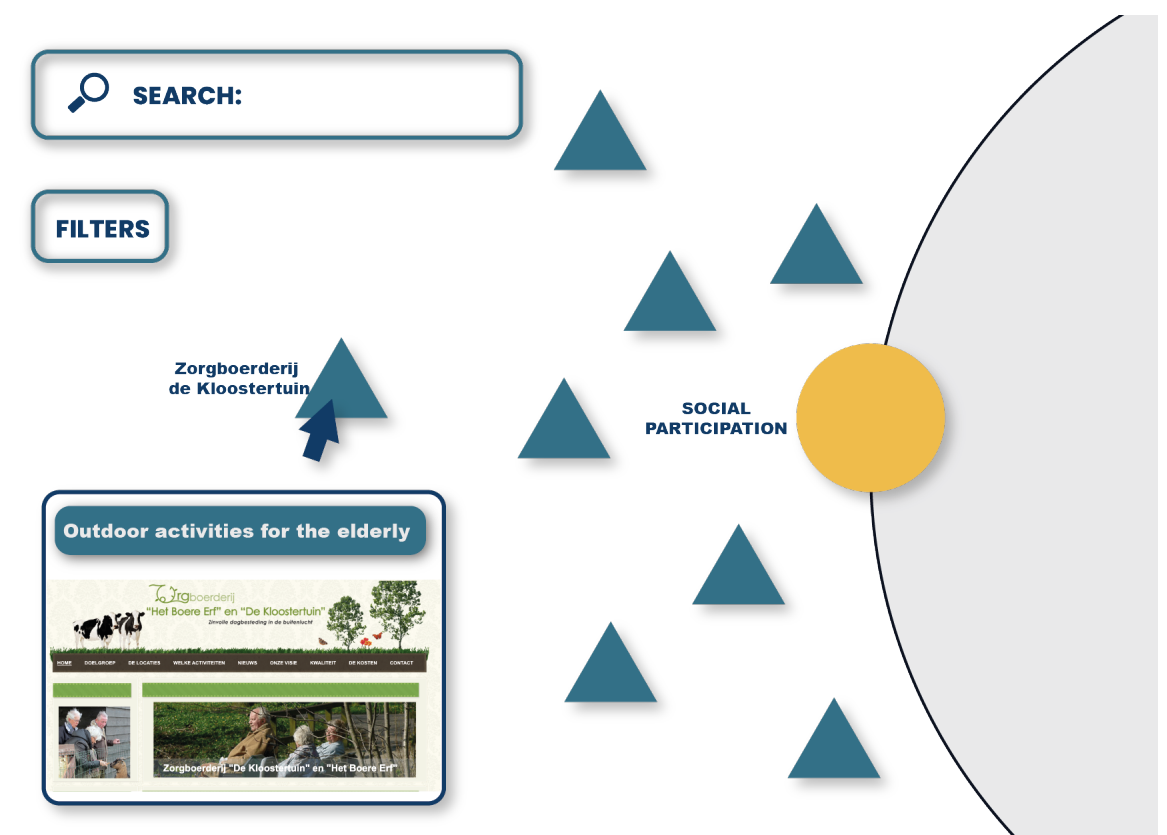 SEARCH:
FILTERS
Zorgboerderij
de Kloostertuin
SOCIAL
PARTICIPATION
Outdoor activities for the elderly
Zorgboerderij
"Het Boere Erf" en "De Kloostertuin"
Zinvolle dagbesteding in de buitenlucht
HOME DOELGROEP DE LOCATIES WELKE ACTIVITEITEN NIEUWS ONZE VISIE KWALITEIT DE KOSTEN CONTACT
Zorgboerderij "De Kloostertuin" en "Het Boere Erf"